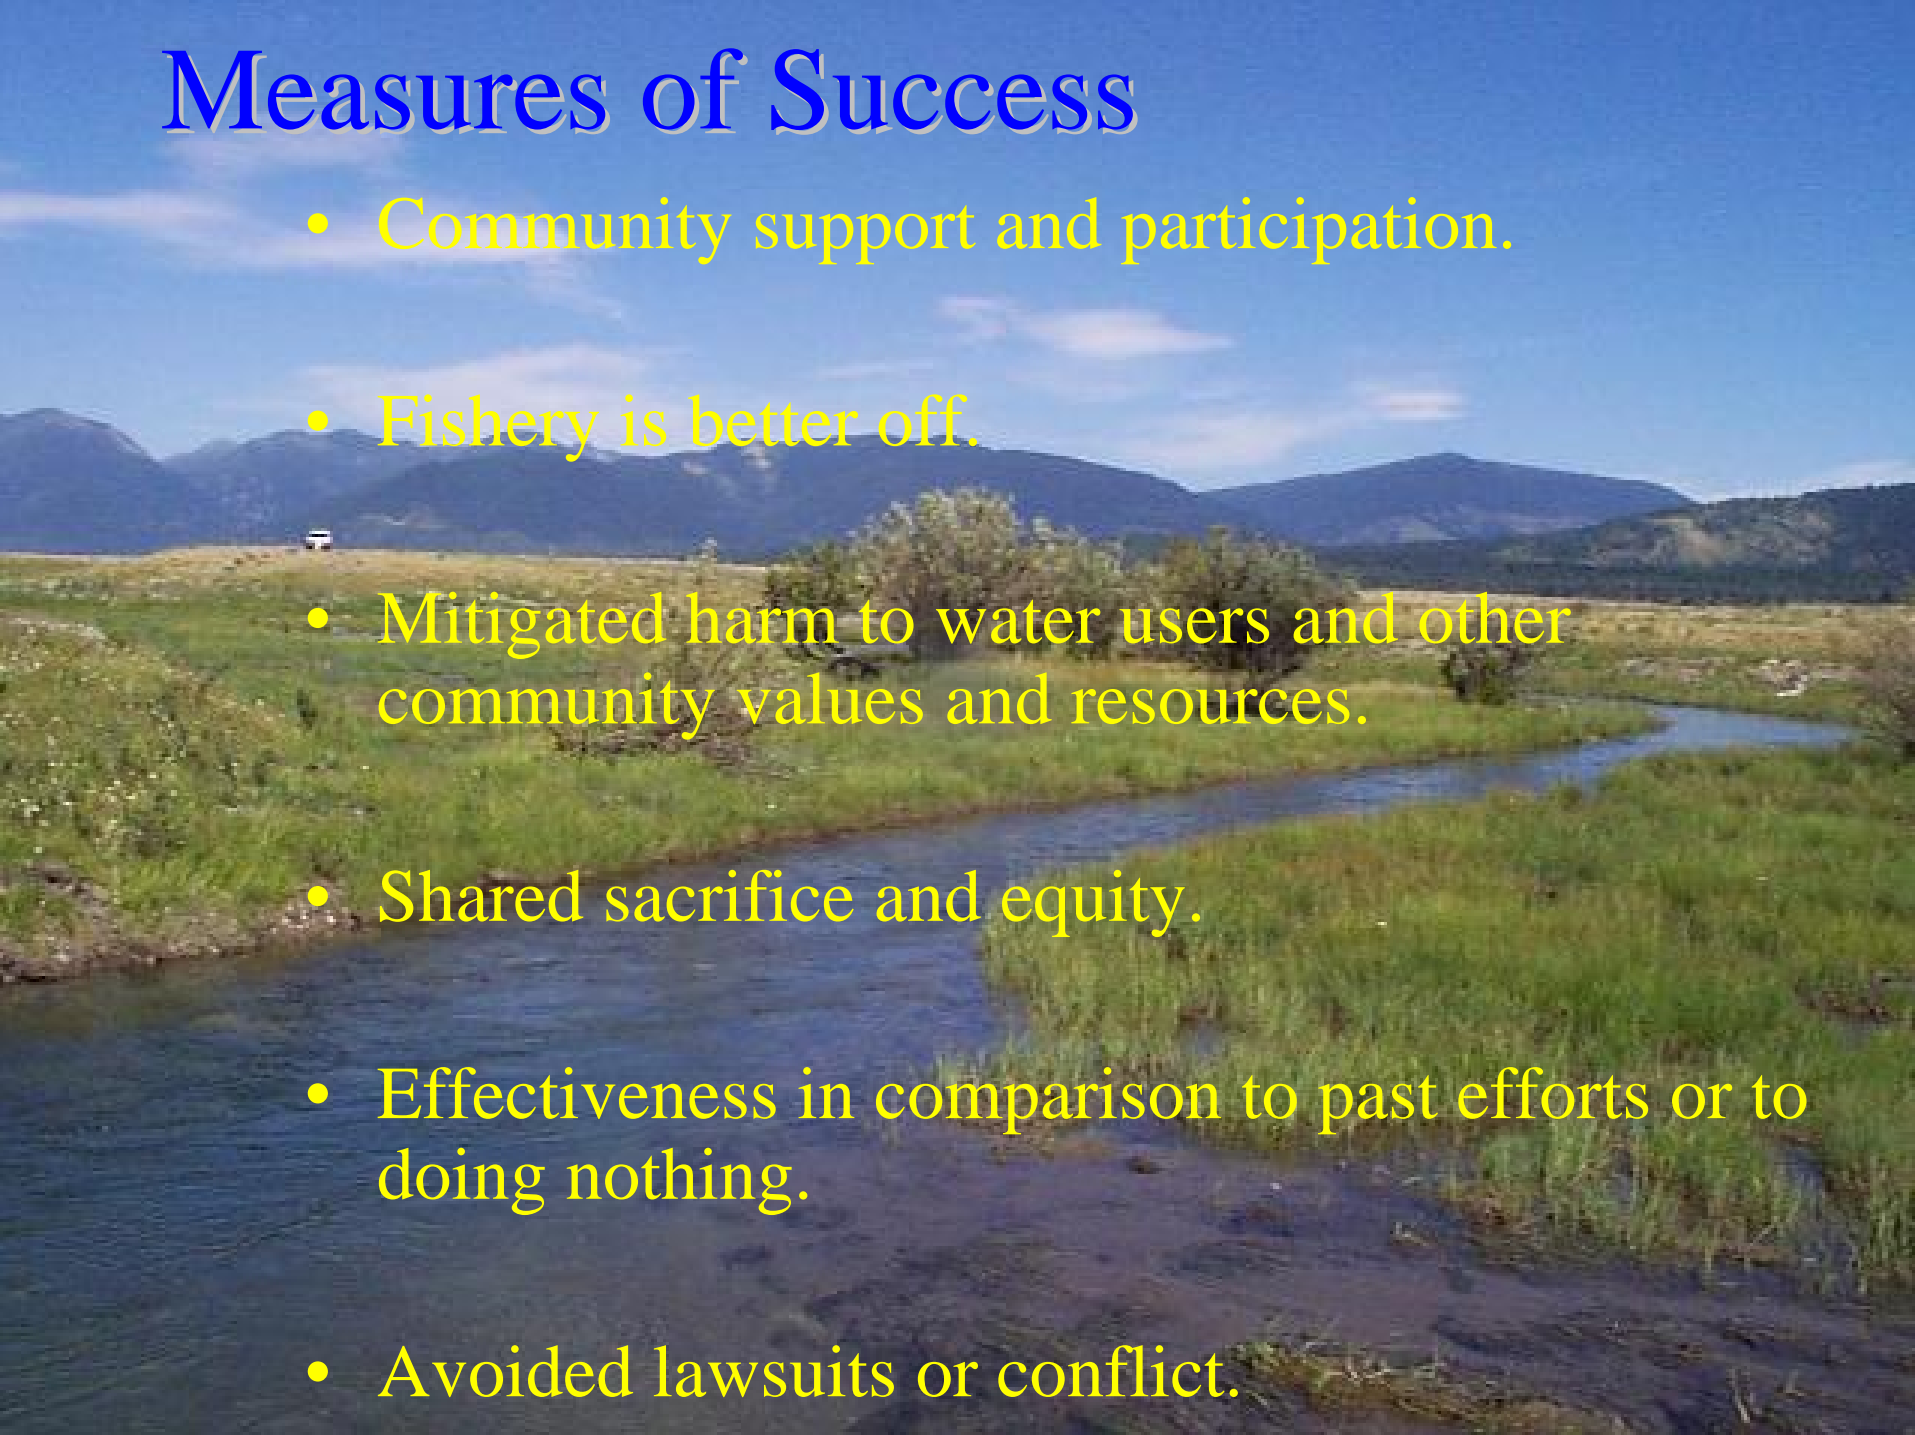 Measures of Success
• Community support and participation.
• Fishery is better off.
• Mitigated harm to water users and other
community values and resources.
• Shared sacrifice and equity.
• Effectiveness in comparison to past efforts or to
doing nothing.
• Avoided lawsuits or conflict.